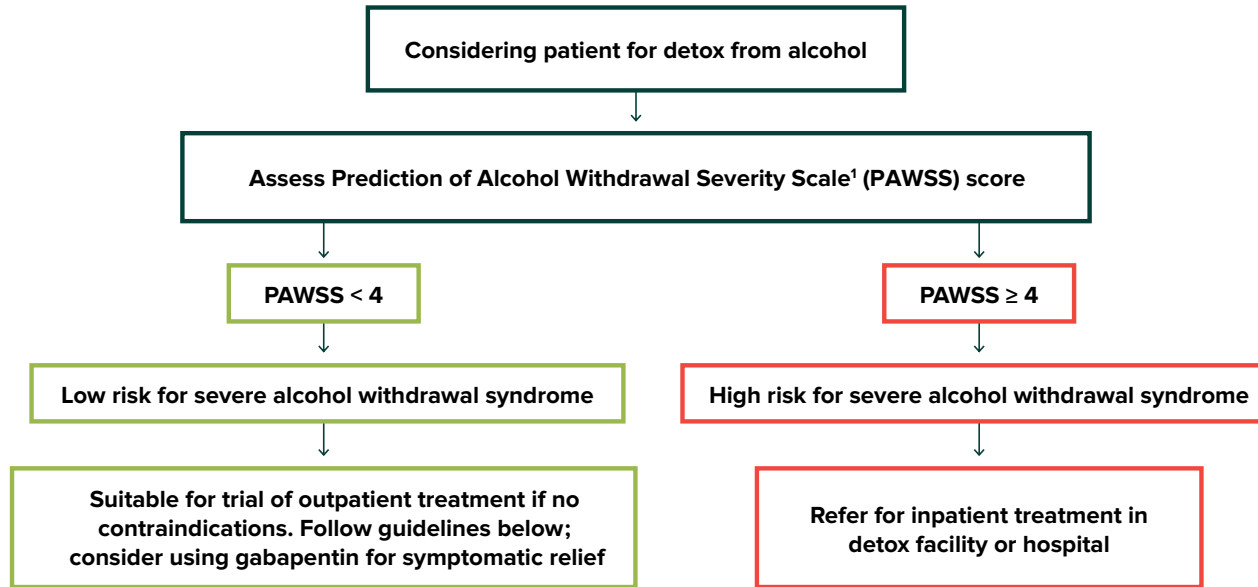 Considering patient for detox from alcohol
Assess Prediction of Alcohol Withdrawal Severity Scale¹ (PAWSS) score
PAWSS < 4
PAWSS ≥ 4
Low risk for severe alcohol withdrawal syndrome
High risk for severe alcohol withdrawal syndrome
Suitable for trial of outpatient treatment if no
contraindications. Follow guidelines below;
consider using gabapentin for symptomatic relief
Refer for inpatient treatment in
detox facility or hospital